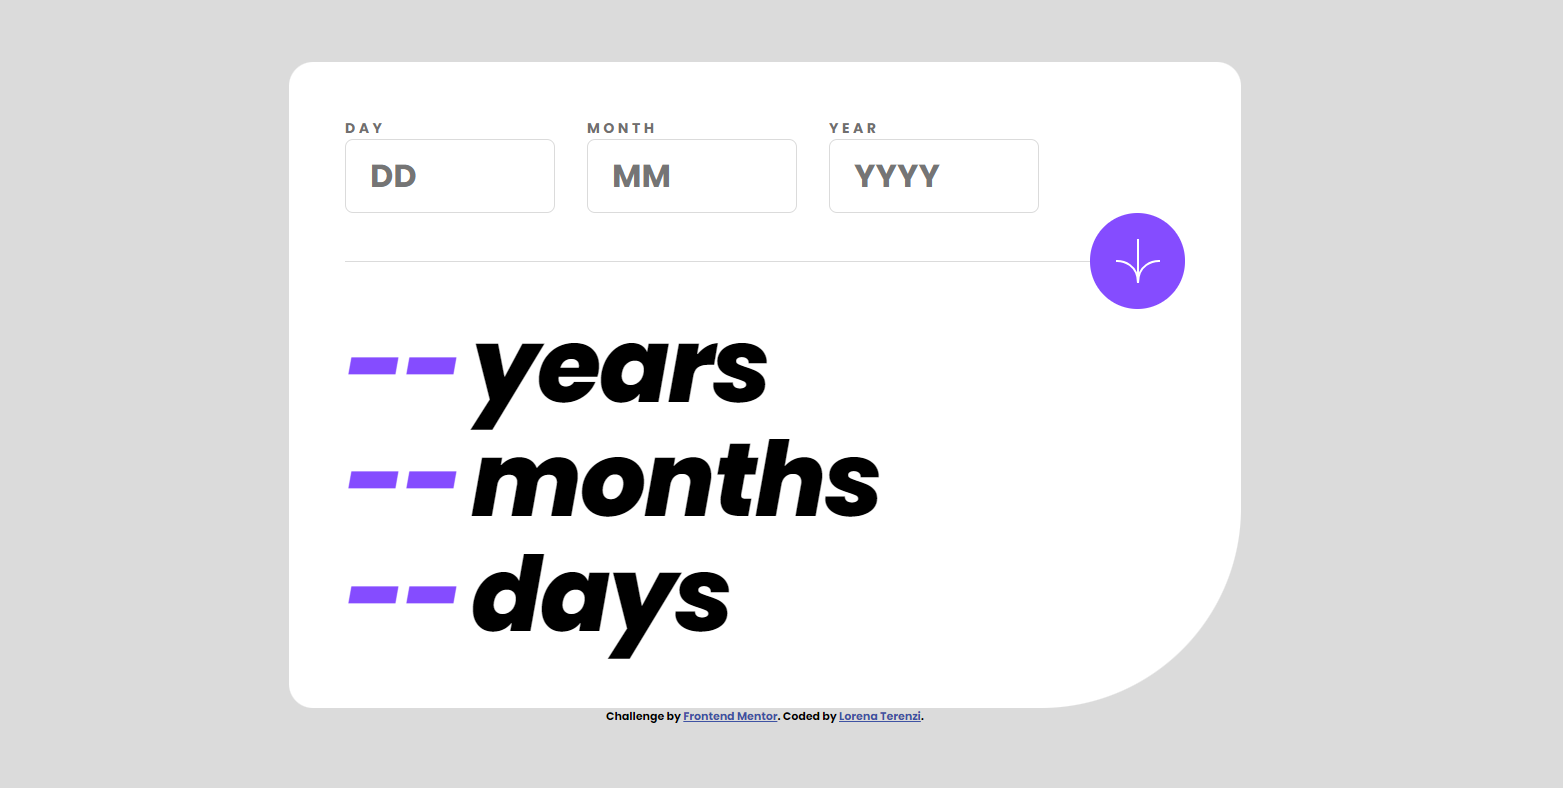 DAY MONTH YEAR
DD MM YYYY
-- years
-- months
-- days
Challenge by Frontend Mentor. Coded by Lorena Terenzi.